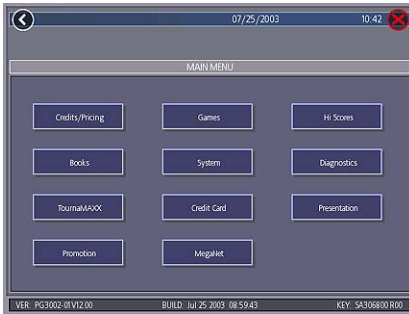 07/25/2003 10:42
MAIN MENU
Credits/Pricing Games Hi Scores
Books System Diagnostics
TournaMAXX Credit Card Presentation
Promotion MegaNet
VER: PG3002-01V12.00 BUILD: Jul 25 2003 08:59:43 KEY: SA306800 R00